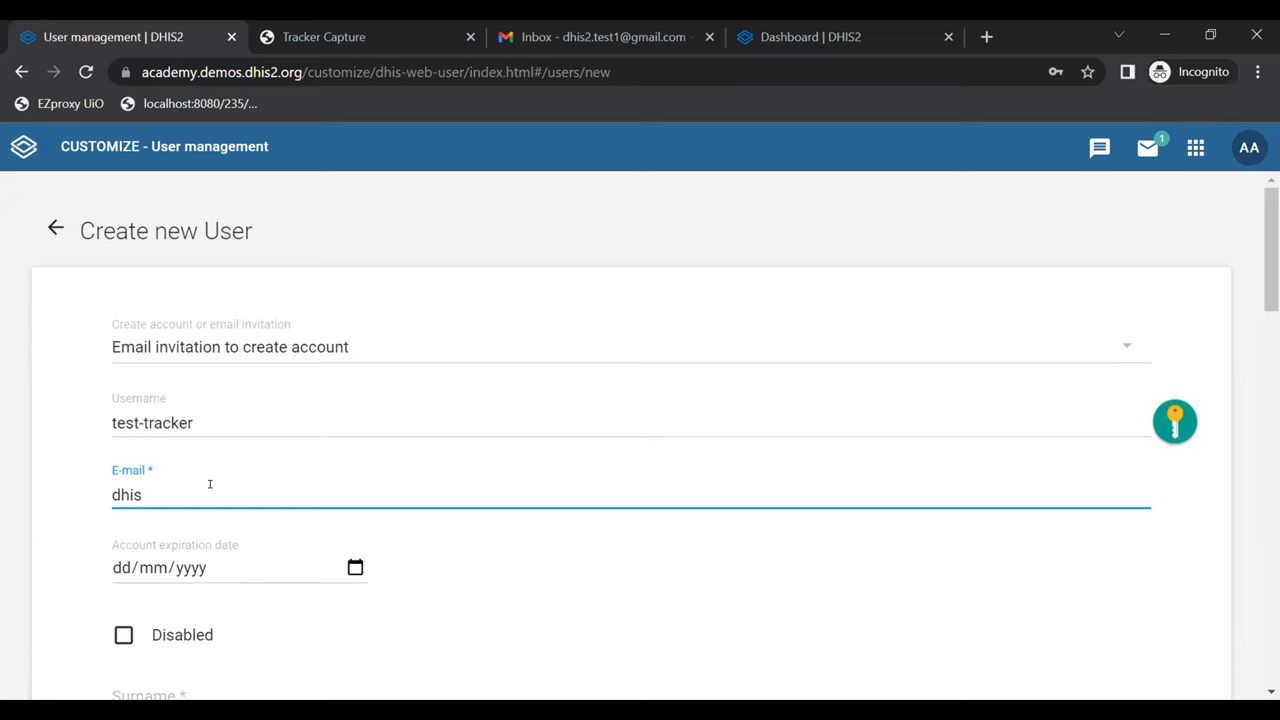 User management | DHIS2
Tracker Capture
Inbox - dhis2.test1@gmail.com -
Dashboard | DHIS2
academy.demos.dhis2.org/customize/dhis-web-user/index.html#/users/new
Incognito
EZproxy UiO
localhost:8080/235/...
CUSTOMIZE - User management
1
AA
Create new User
Create account or email invitation
Email invitation to create account
Username
test-tracker
E-mail *
dhis
Account expiration date
dd/mm/yyyy
Disabled
Surname *